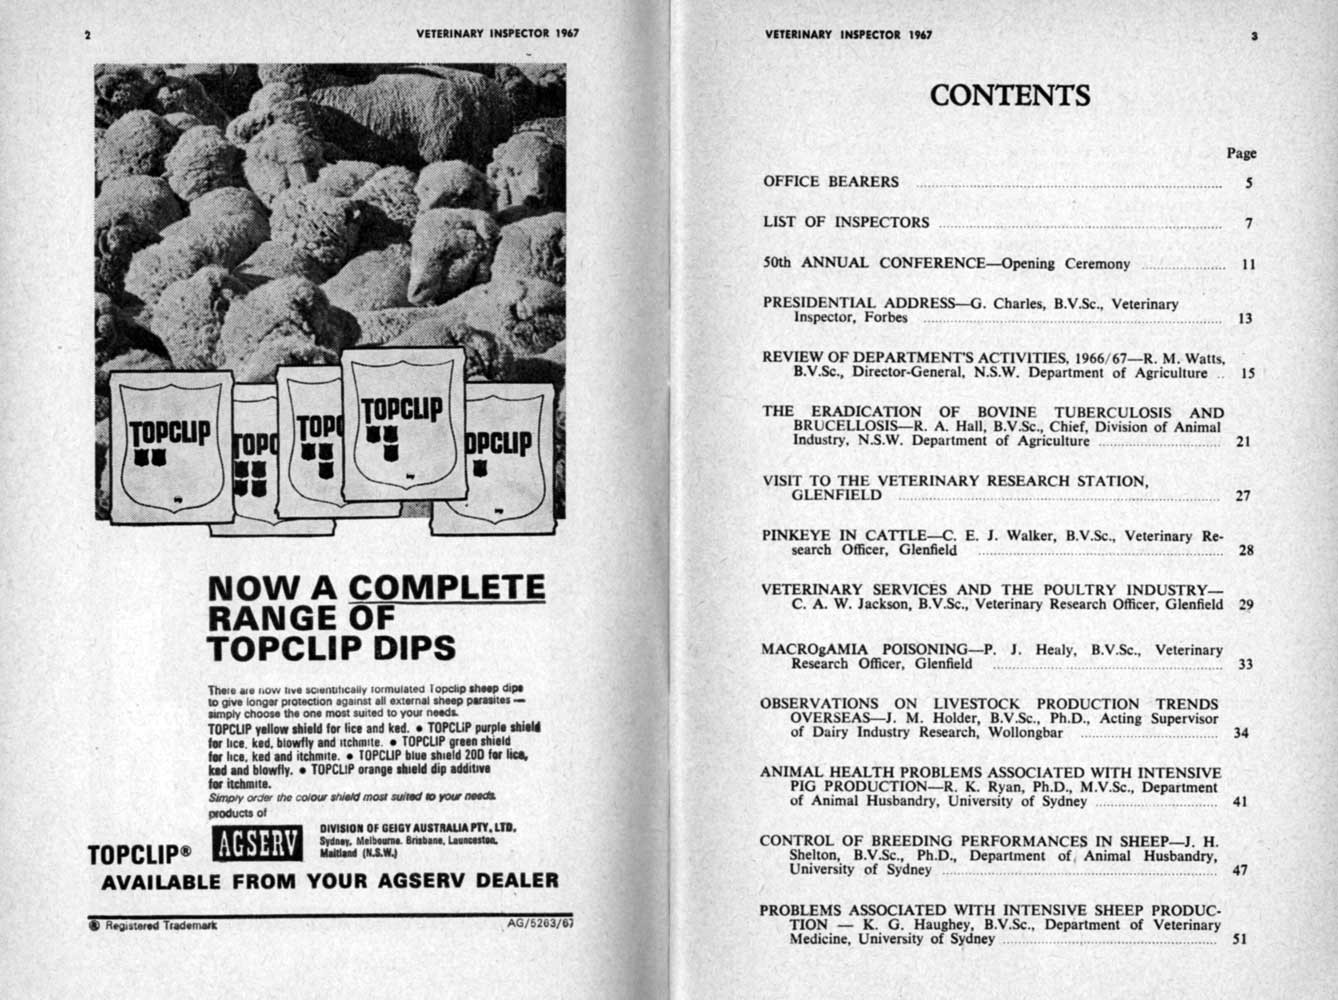 2
VETERINARY INSPECTOR 1967
TOPCLIP
TOPC
TOPC
TOPCLIP
OPCLIP
NOW A COMPLETE
RANGE OF
TOPCLIP DIPS
There are now five scientifically formulated Topclip sheep dips
to give longer protection against all external sheep parasites —
simply choose the one most suited to your needs.
TOPCLIP yellow shield for lice and ked. ● TOPCLIP purple shield
for lice, ked, blowfly and itchmite. ● TOPCLIP green shield
for lice, ked and itchmite. ● TOPCLIP blue shield 200 for lice,
ked and blowfly. ● TOPCLIP orange shield dip additive
for itchmite.
Simply order the colour shield most suited to your needs.
products of
TOPCLIP®
AGSERV
DIVISION OF GEIGY AUSTRALIA PTY. LTD.
Sydney, Melbourne, Brisbane, Launceston,
Maitland (N.S.W.)
AVAILABLE FROM YOUR AGSERV DEALER
® Registered Trademark
AG/5263/67
VETERINARY INSPECTOR 1967
3
CONTENTS
Page
OFFICE BEARERS 5
LIST OF INSPECTORS 7
50th ANNUAL CONFERENCE—Opening Ceremony 11
PRESIDENTIAL ADDRESS—G. Charles, B.V.Sc., Veterinary
Inspector, Forbes 13
REVIEW OF DEPARTMENT'S ACTIVITIES, 1966/67—R. M. Watts,
B.V.Sc., Director-General, N.S.W. Department of Agriculture 15
THE ERADICATION OF BOVINE TUBERCULOSIS AND
BRUCELLOSIS—R. A. Hall, B.V.Sc., Chief, Division of Animal
Industry, N.S.W. Department of Agriculture 21
VISIT TO THE VETERINARY RESEARCH STATION,
GLENFIELD 27
PINKEYE IN CATTLE—C. E. J. Walker, B.V.Sc., Veterinary Re-
search Officer, Glenfield 28
VETERINARY SERVICES AND THE POULTRY INDUSTRY—
C. A. W. Jackson, B.V.Sc., Veterinary Research Officer, Glenfield 29
MACROgAMIA POISONING—P. J. Healy, B.V.Sc., Veterinary
Research Officer, Glenfield 33
OBSERVATIONS ON LIVESTOCK PRODUCTION TRENDS
OVERSEAS—J. M. Holder, B.V.Sc., Ph.D., Acting Supervisor
of Dairy Industry Research, Wollongbar 34
ANIMAL HEALTH PROBLEMS ASSOCIATED WITH INTENSIVE
PIG PRODUCTION—R. K. Ryan, Ph.D., M.V.Sc., Department
of Animal Husbandry, University of Sydney 41
CONTROL OF BREEDING PERFORMANCES IN SHEEP—J. H.
Shelton, B.V.Sc., Ph.D., Department of Animal Husbandry,
University of Sydney 47
PROBLEMS ASSOCIATED WITH INTENSIVE SHEEP PRODUC-
TION — K. G. Haughey, B.V.Sc., Department of Veterinary
Medicine, University of Sydney 51